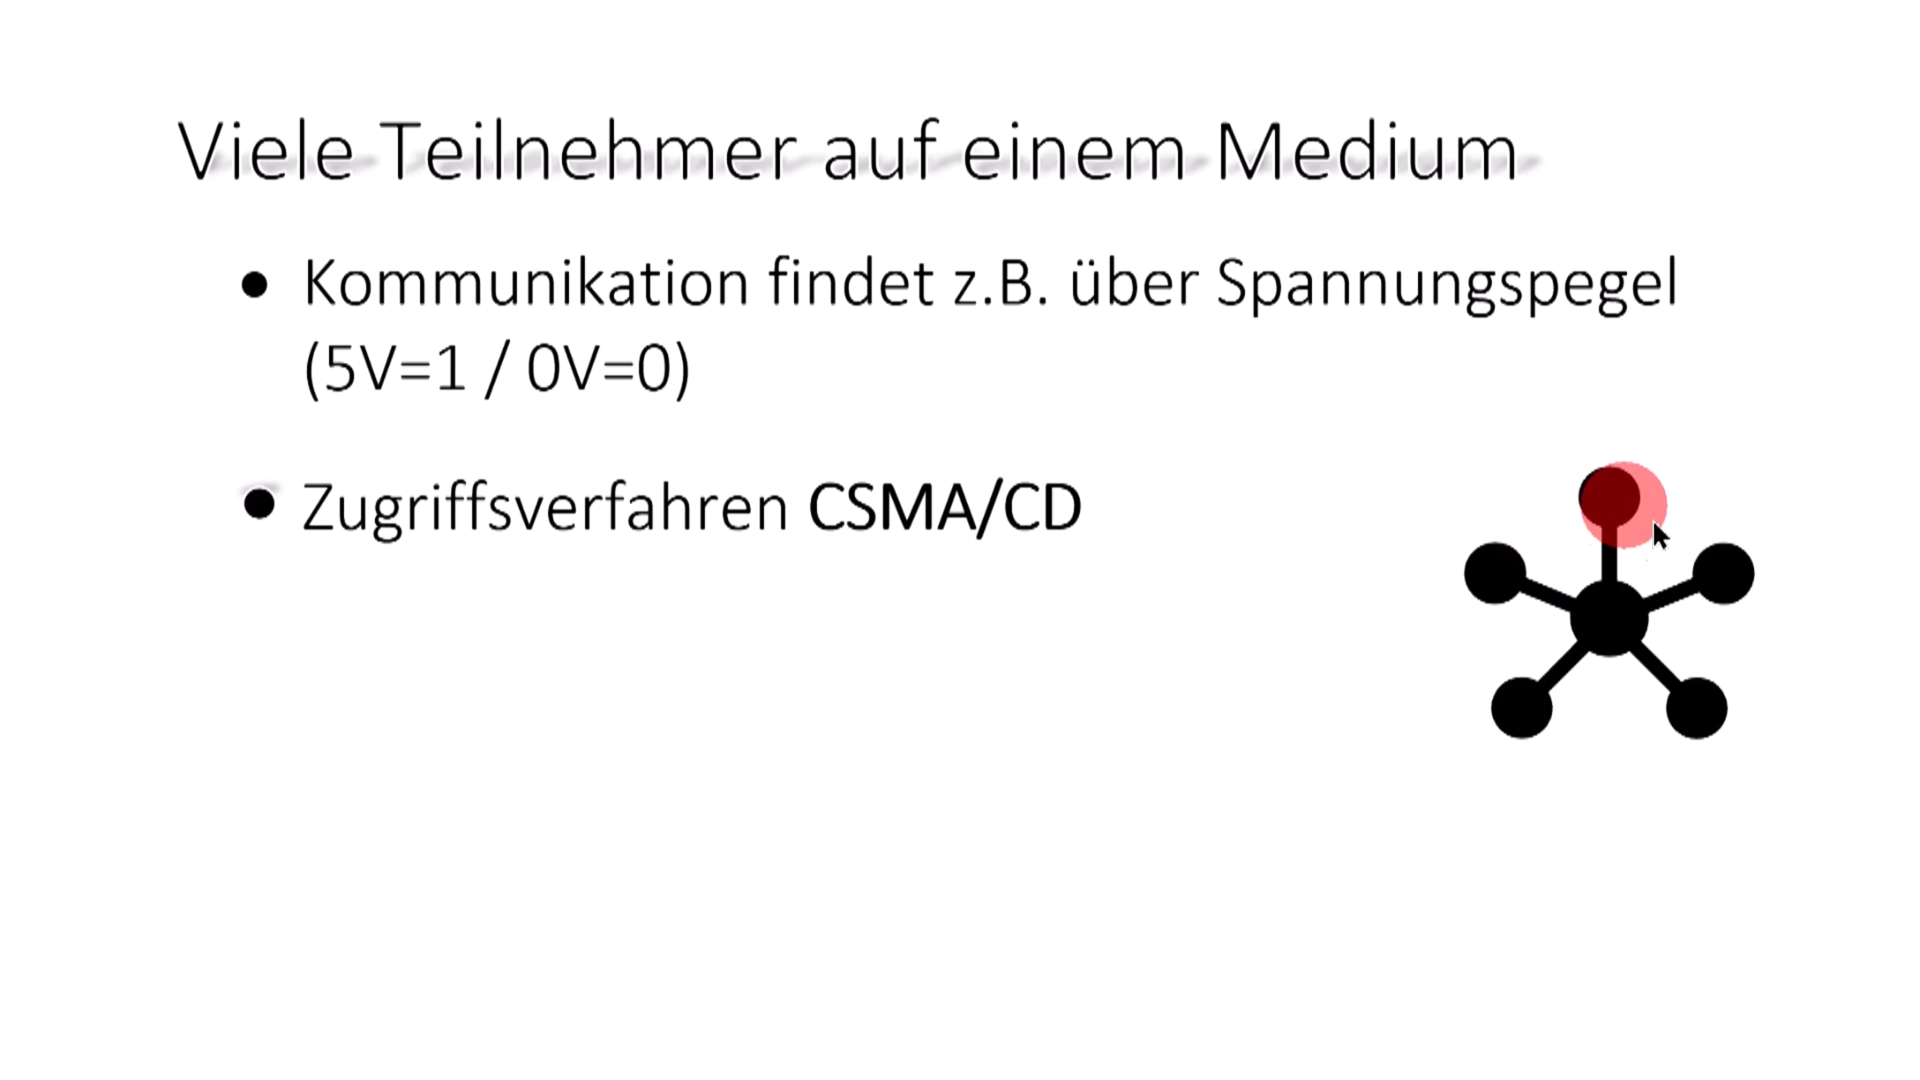 Viele Teilnehmer auf einem Medium
• Kommunikation findet z.B. über Spannungspegel
(5V=1 / 0V=0)
• Zugriffsverfahren CSMA/CD